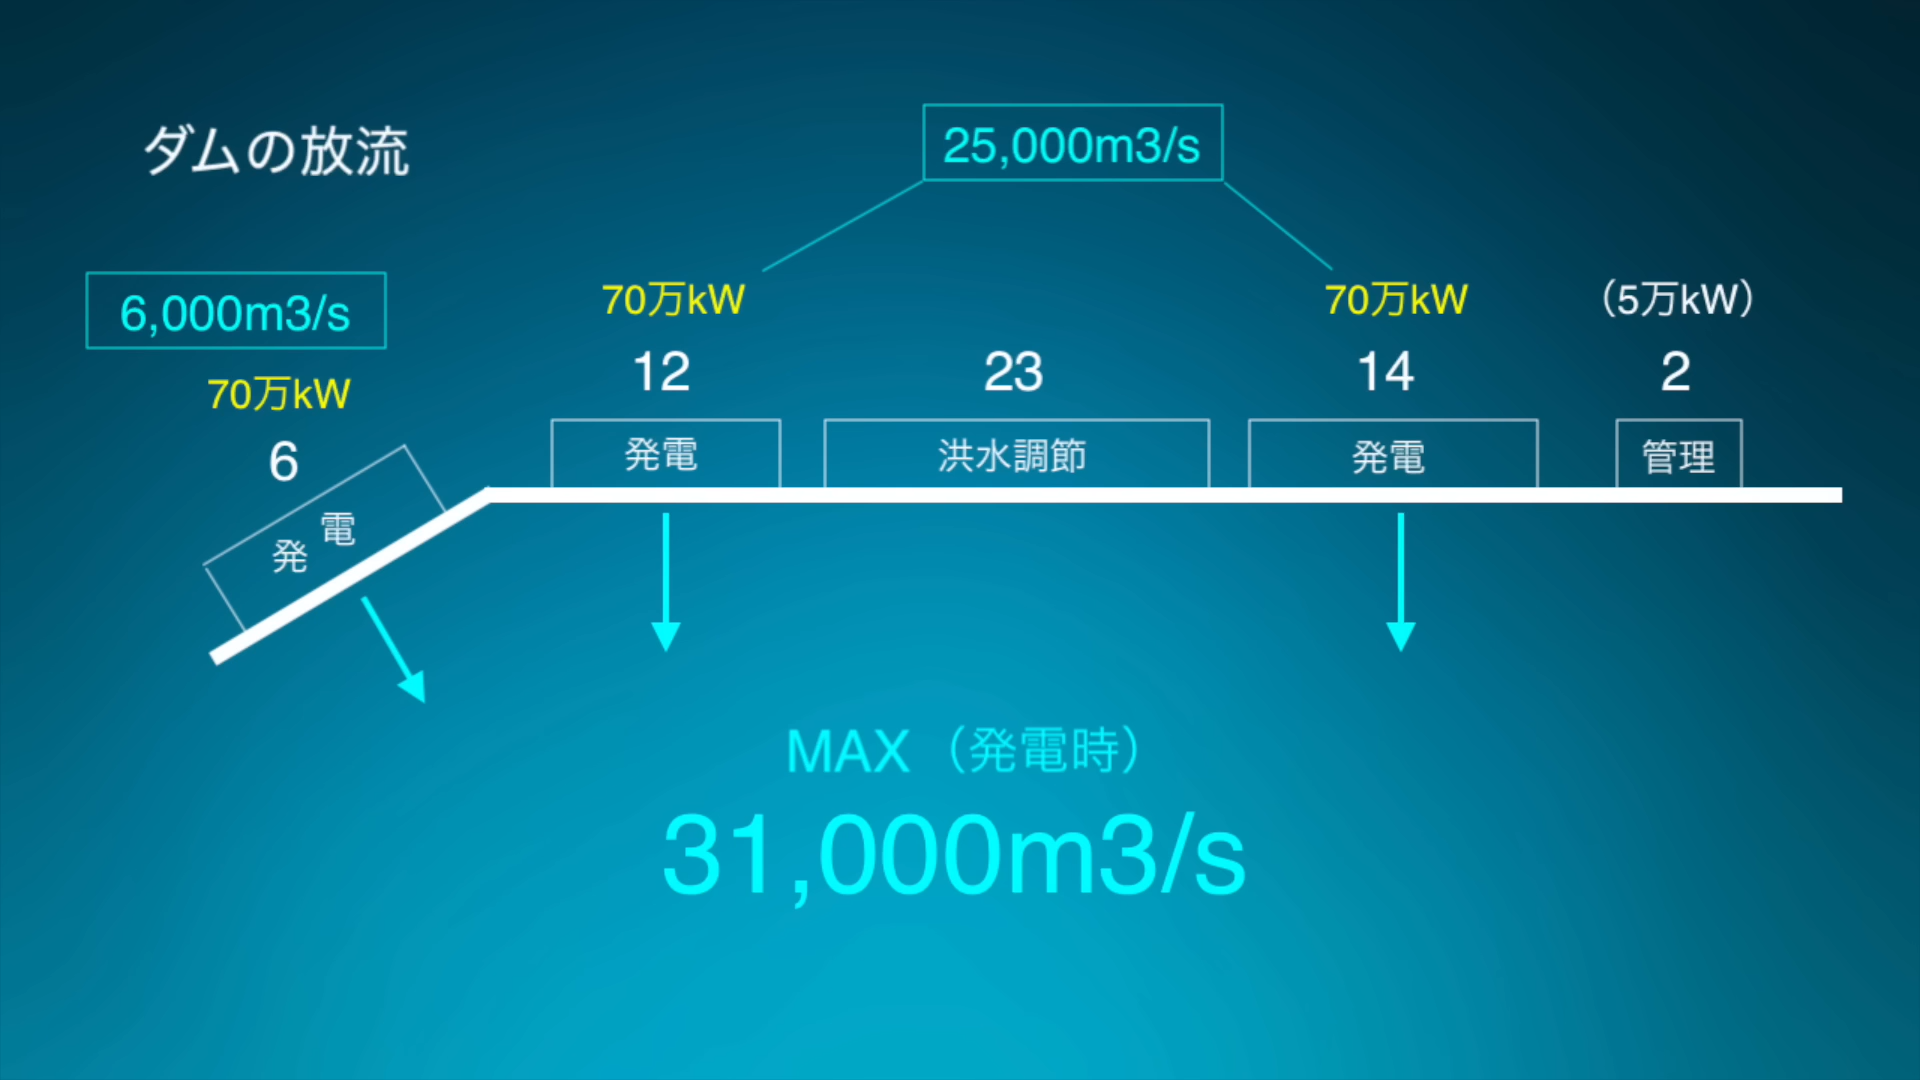 ダムの放流
25,000m3/s
6,000m3/s
70万kW
6
発電
70万kW
12
発電
23
洪水調節
70万kW
14
発電
（5万kW）
2
管理
MAX（発電時）
31,000m3/s